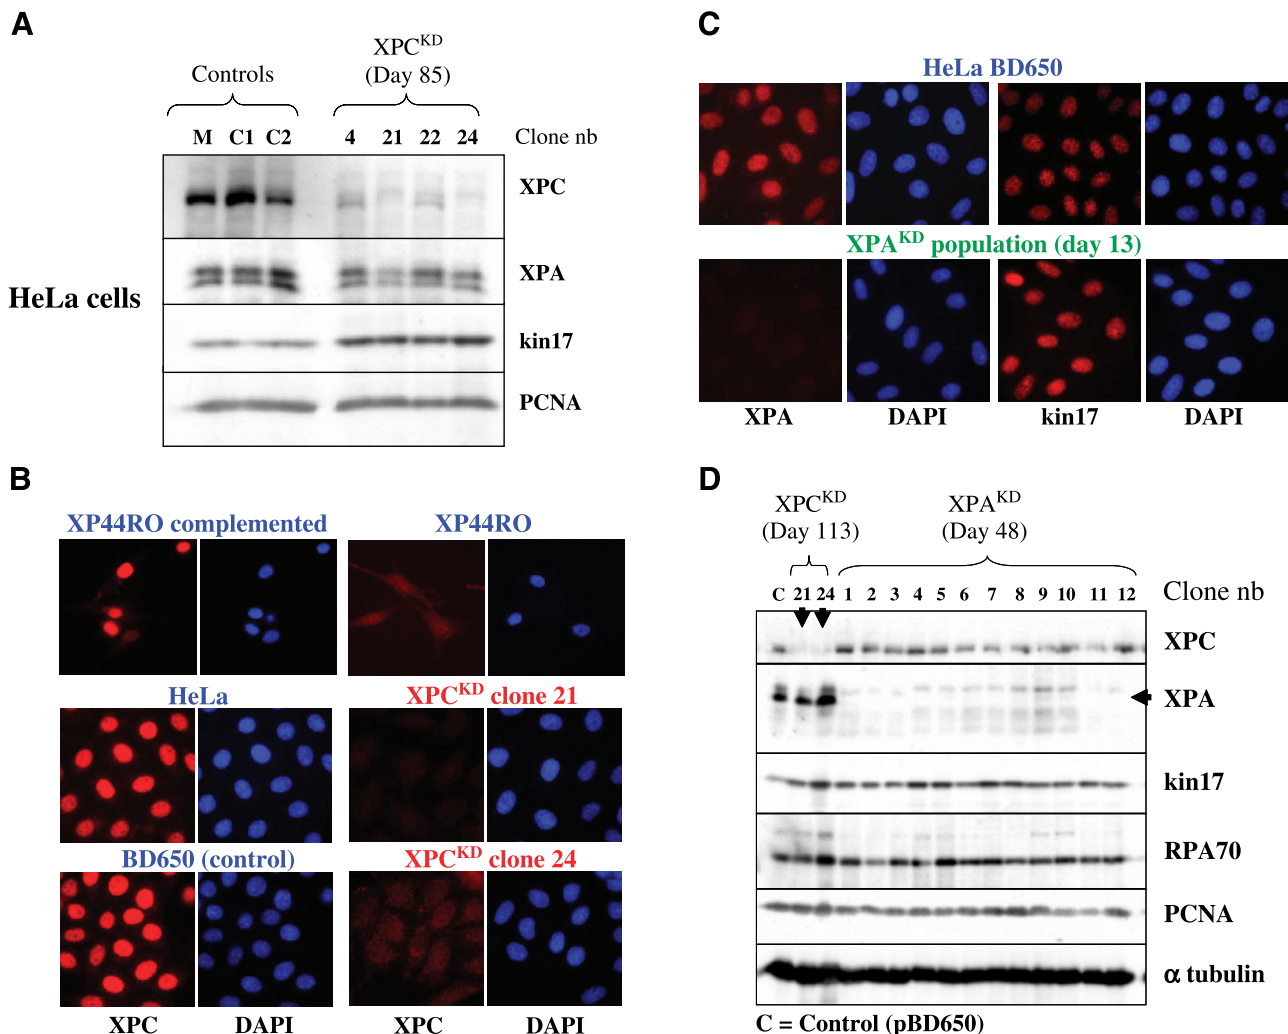 A
XPC^KD
(Day 85)
Controls
M C1 C2 4 21 22 24 Clone nb
XPC
XPA
HeLa cells
kin17
PCNA
B
XP44RO complemented XP44RO
HeLa XPC^KD clone 21
BD650 (control) XPC^KD clone 24
XPC DAPI XPC DAPI
C
HeLa BD650
XPA^KD population (day 13)
XPA DAPI kin17 DAPI
D
XPC^KD XPA^KD
(Day 113) (Day 48)
C 21 24 1 2 3 4 5 6 7 8 9 10 11 12 Clone nb
XPC
XPA
kin17
RPA70
PCNA
α tubulin
C = Control (pBD650)